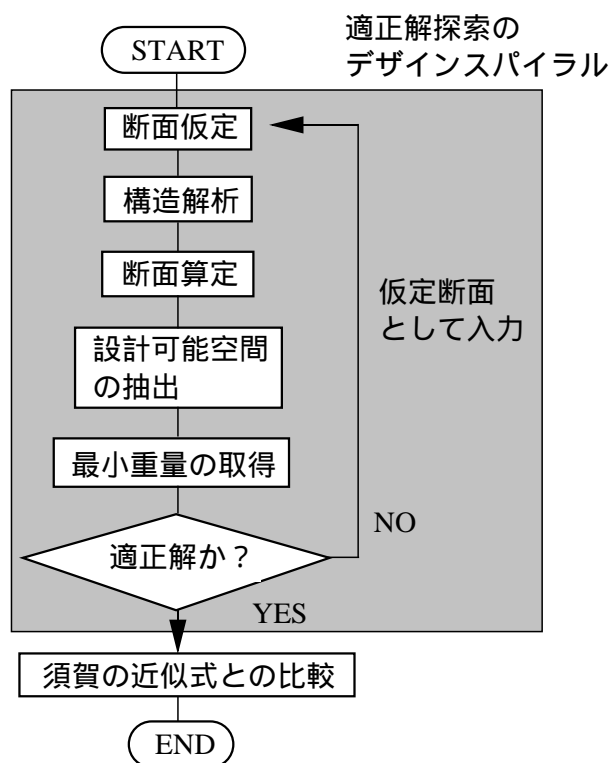 適正解探索の
デザインスパイラル
START
断面仮定
構造解析
断面算定
仮定断面
として入力
設計可能空間
の抽出
最小重量の取得
NO
適正解か？
YES
須賀の近似式との比較
END